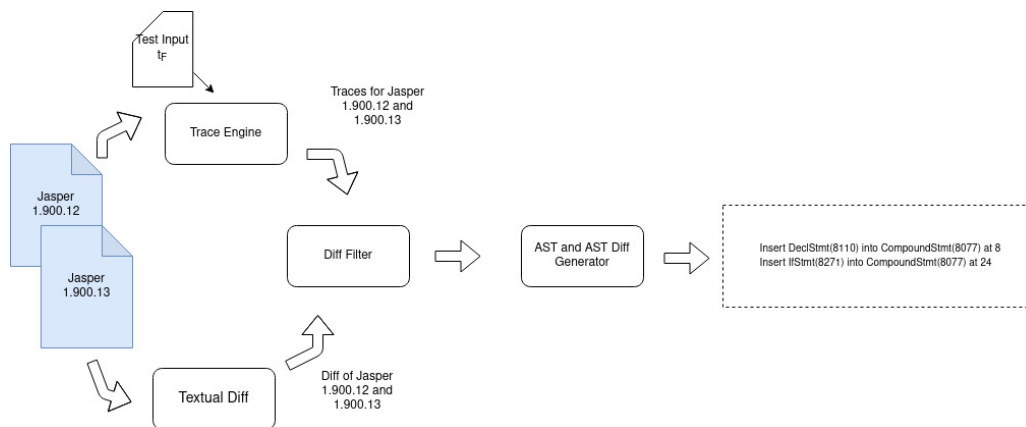 Test Input
tF
Trace Engine
Traces for Jasper
1.900.12 and
1.900.13
Jasper
1.900.12
Jasper
1.900.13
Diff Filter
AST and AST Diff
Generator
Insert DeclStmt(8110) into CompoundStmt(8077) at 8
Insert IfStmt(8271) into CompoundStmt(8077) at 24
Textual Diff
Diff of Jasper
1.900.12 and
1.900.13